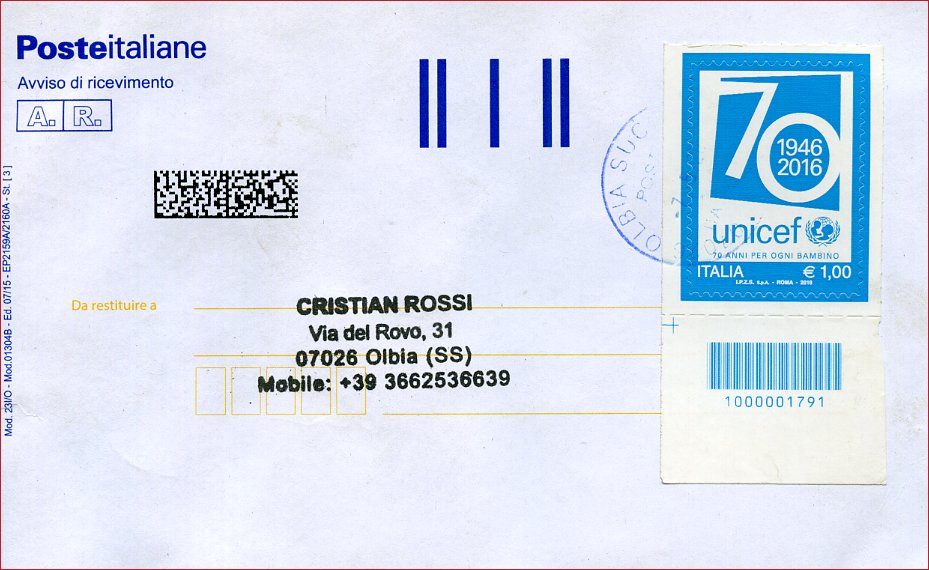 Posteitaliane
Avviso di ricevimento
A. R.
Mod. 23I/O - Mod.01304B - Ed. 07/15 - EP2159A/2160A - St. [ 3 ]
Da restituire a
CRISTIAN ROSSI
Via del Rovo, 31
07026 Olbia (SS)
Mobile: +39 3662536639
OLBIA SUC
70
1946
2016
unicef
70 ANNI PER OGNI BAMBINO
ITALIA € 1,00
I.P.Z.S. S.p.A. - ROMA - 2016
1000001791